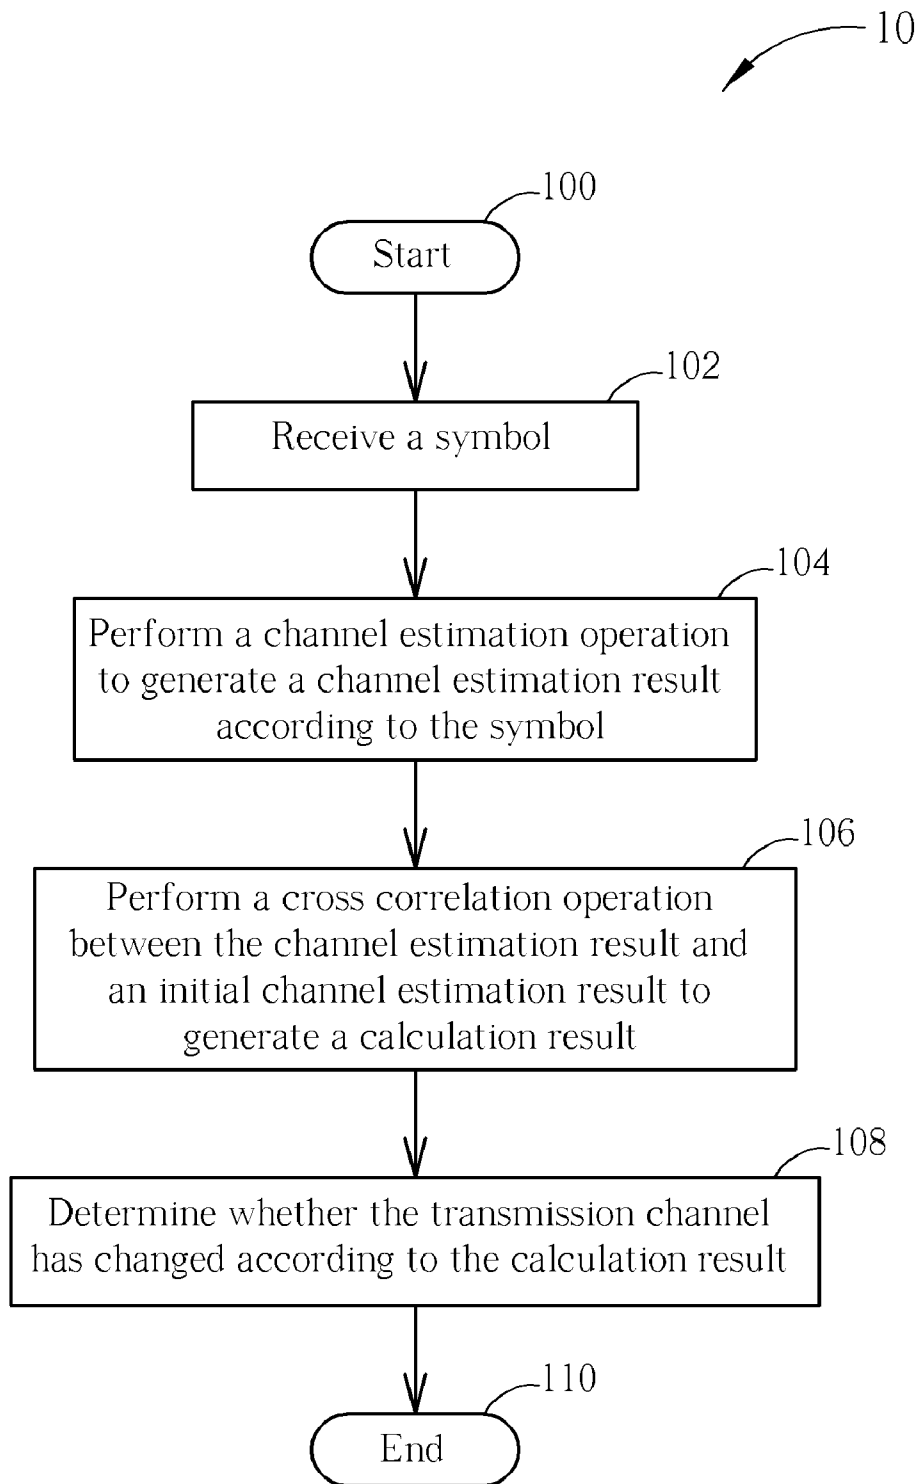 10
100
Start
102
Receive a symbol
104
Perform a channel estimation operation
to generate a channel estimation result
according to the symbol
106
Perform a cross correlation operation
between the channel estimation result and
an initial channel estimation result to
generate a calculation result
108
Determine whether the transmission channel
has changed according to the calculation result
110
End